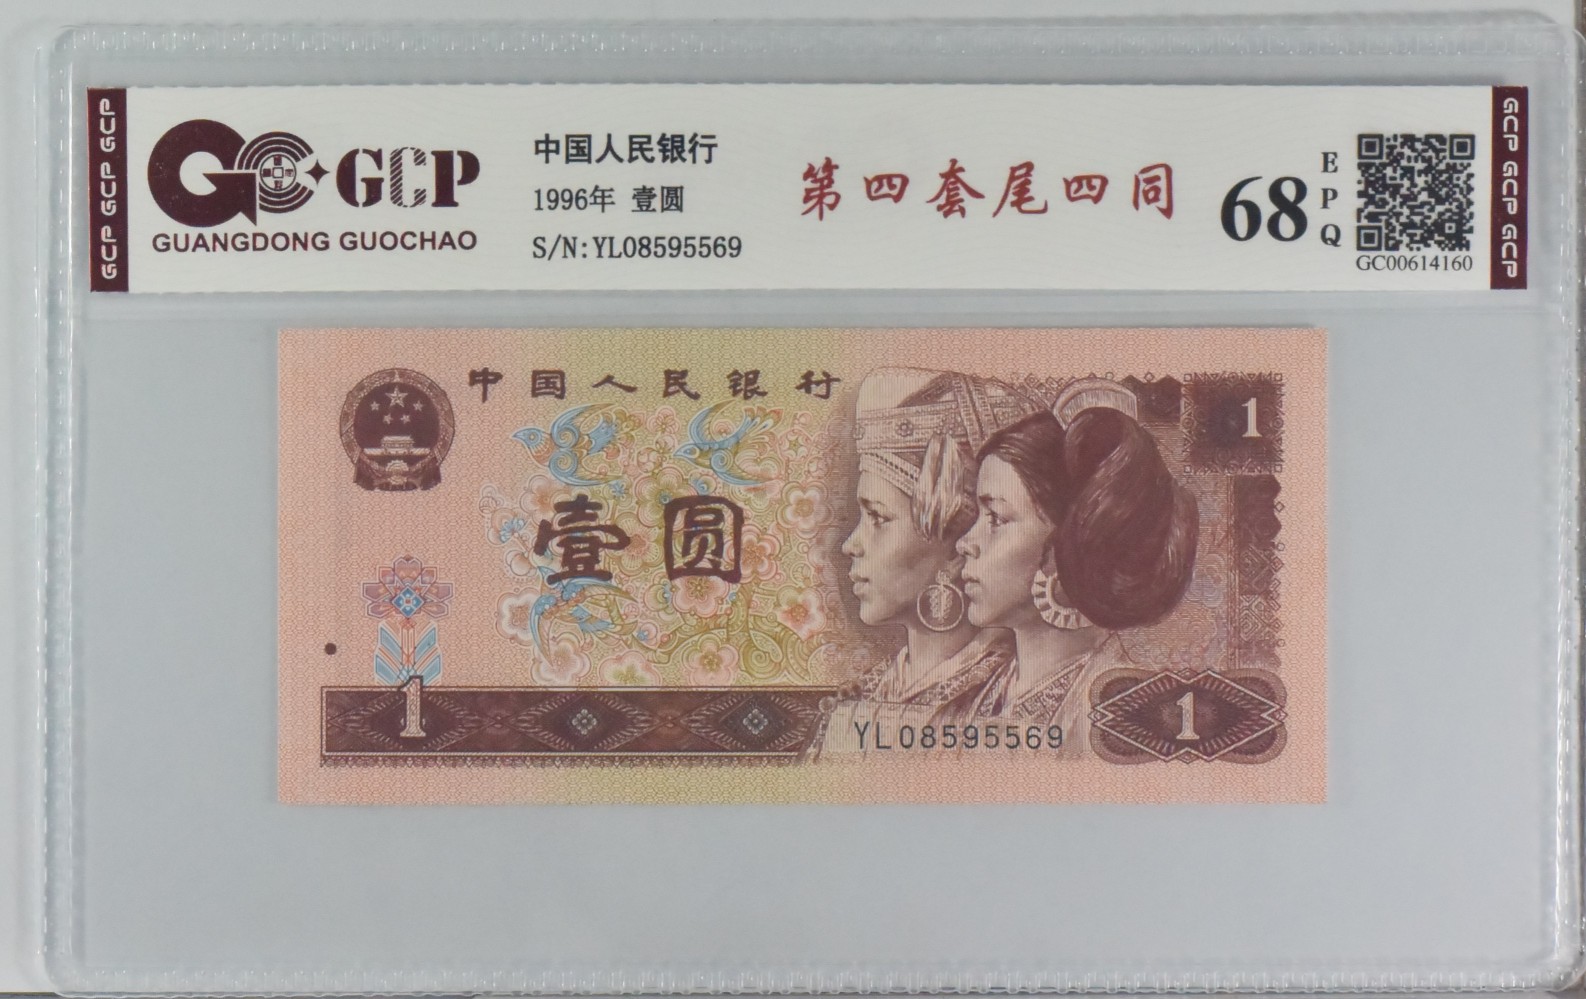 GCP GCP GCP
GCP
GUANGDONG GUOCHAO
中国人民银行
1996年 壹圆
S/N:YL08595569
第四套尾四同
68
EPQ
GC00614160
GCP GCP GCP
中国人民银行
壹圆
1
1
1
YL08595569